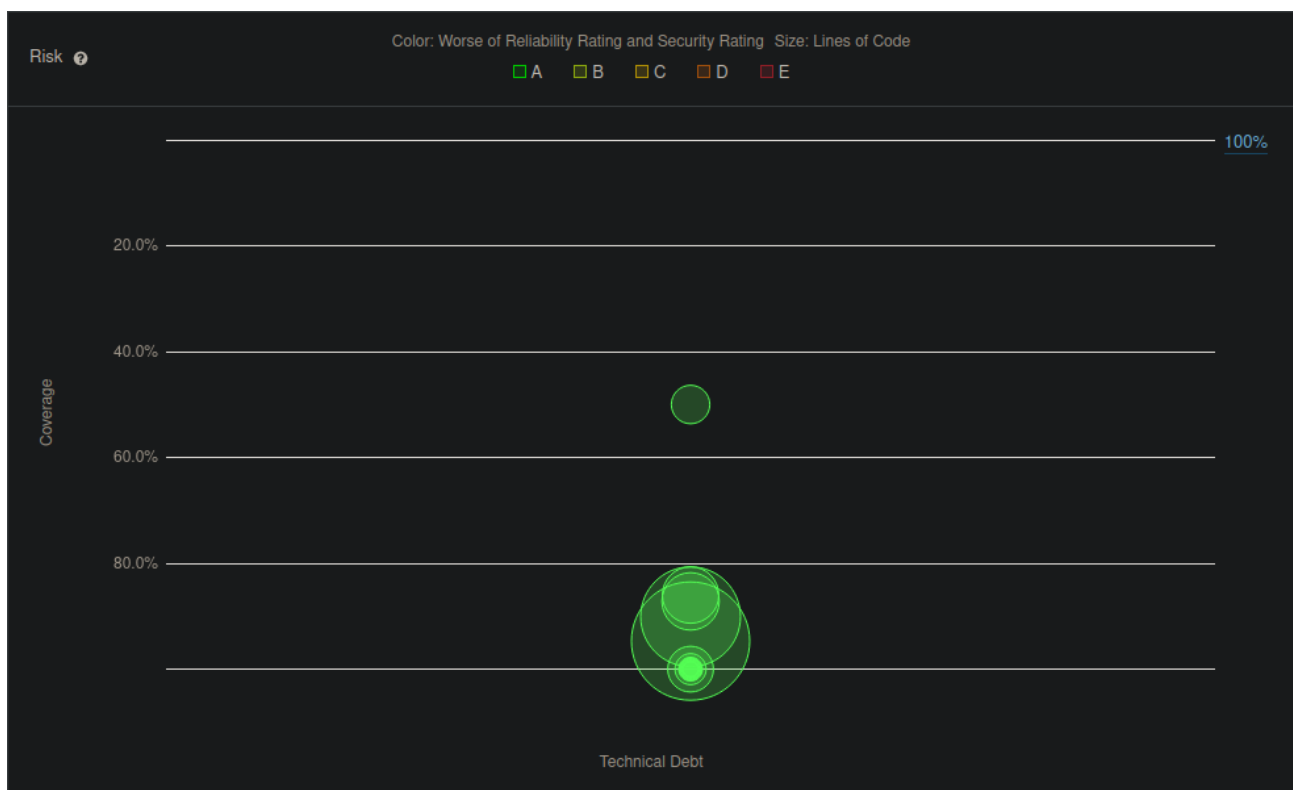 Color: Worse of Reliability Rating and Security Rating Size: Lines of Code
Risk ?
A B C D E
100%
20.0%
40.0%
Coverage
60.0%
80.0%
Technical Debt